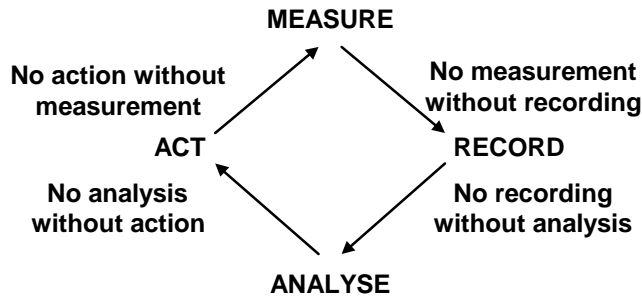 MEASURE
No action without
measurement
No measurement
without recording
ACT
RECORD
No analysis
without action
No recording
without analysis
ANALYSE